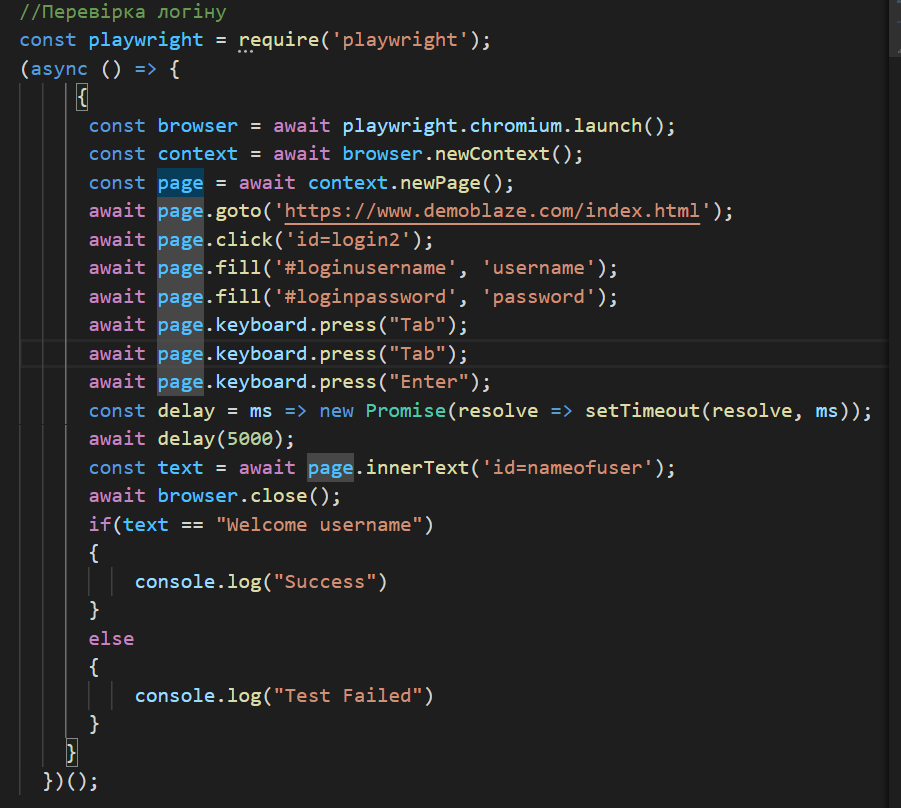 //Перевірка логіну
const playwright = require('playwright');
(async () => {
{
const browser = await playwright.chromium.launch();
const context = await browser.newContext();
const page = await context.newPage();
await page.goto('https://www.demoblaze.com/index.html');
await page.click('id=login2');
await page.fill('#loginusername', 'username');
await page.fill('#loginpassword', 'password');
await page.keyboard.press("Tab");
await page.keyboard.press("Tab");
await page.keyboard.press("Enter");
const delay = ms => new Promise(resolve => setTimeout(resolve, ms));
await delay(5000);
const text = await page.innerText('id=nameofuser');
await browser.close();
if(text == "Welcome username")
{
console.log("Success")
}
else
{
console.log("Test Failed")
}
}
})();